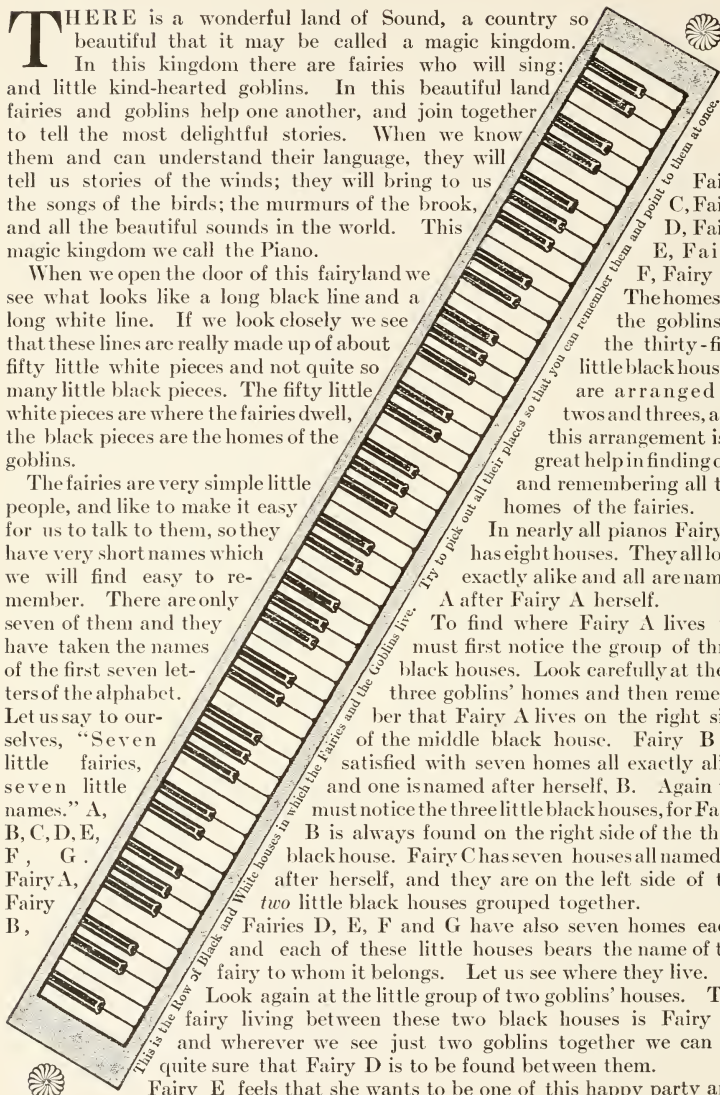 THERE is a wonderful land of Sound, a country so
beautiful that it may be called a magic kingdom.
In this kingdom there are fairies who will sing;
and little kind-hearted goblins. In this beautiful land
fairies and goblins help one another, and join together
to tell the most delightful stories. When we know
them and can understand their language, they will
tell us stories of the winds; they will bring to us
the songs of the birds; the murmurs of the brook,
and all the beautiful sounds in the world. This
magic kingdom we call the Piano.
When we open the door of this fairyland we
see what looks like a long black line and a
long white line. If we look closely we see
that these lines are really made up of about
fifty little white pieces and not quite so
many little black pieces. The fifty little
white pieces are where the fairies dwell,
the black pieces are the homes of the
goblins.
The fairies are very simple little
people, and like to make it easy
for us to talk to them, so they
have very short names which
we will find easy to re-
member. There are only
seven of them and they
have taken the names
of the first seven let-
ters of the alphabet.
Let us say to our-
selves, "Seven
little fairies,
seven little
names." A,
B, C, D, E,
F, G.
Fairy A,
Fairy
B,
This is the Row of Black and White houses in which the Fairies and the Goblins live. Try to pick out all their places so that you can remember them and point to them at once.
Fai
C, Fai
D, Fai
E, Fai
F, Fairy
The homes
the goblins
the thirty-fi
little black hous
are arranged
twos and threes, a
this arrangement is
great help in finding o
and remembering all t
homes of the fairies.
In nearly all pianos Fairy
has eight houses. They all lo
exactly alike and all are nam
A after Fairy A herself.
To find where Fairy A lives
must first notice the group of thr
black houses. Look carefully at the
three goblins' homes and then reme
ber that Fairy A lives on the right si
of the middle black house. Fairy B
satisfied with seven homes all exactly ali
and one is named after herself, B. Again
must notice the three little black houses, for Fa
B is always found on the right side of the th
black house. Fairy C has seven houses all named
after herself, and they are on the left side of t
two little black houses grouped together.
Fairies D, E, F and G have also seven homes eac
and each of these little houses bears the name of t
fairy to whom it belongs. Let us see where they live.
Look again at the little group of two goblins' houses. T
fairy living between these two black houses is Fairy
and wherever we see just two goblins together we can
quite sure that Fairy D is to be found between them.
Fairy E feels that she wants to be one of this happy party an